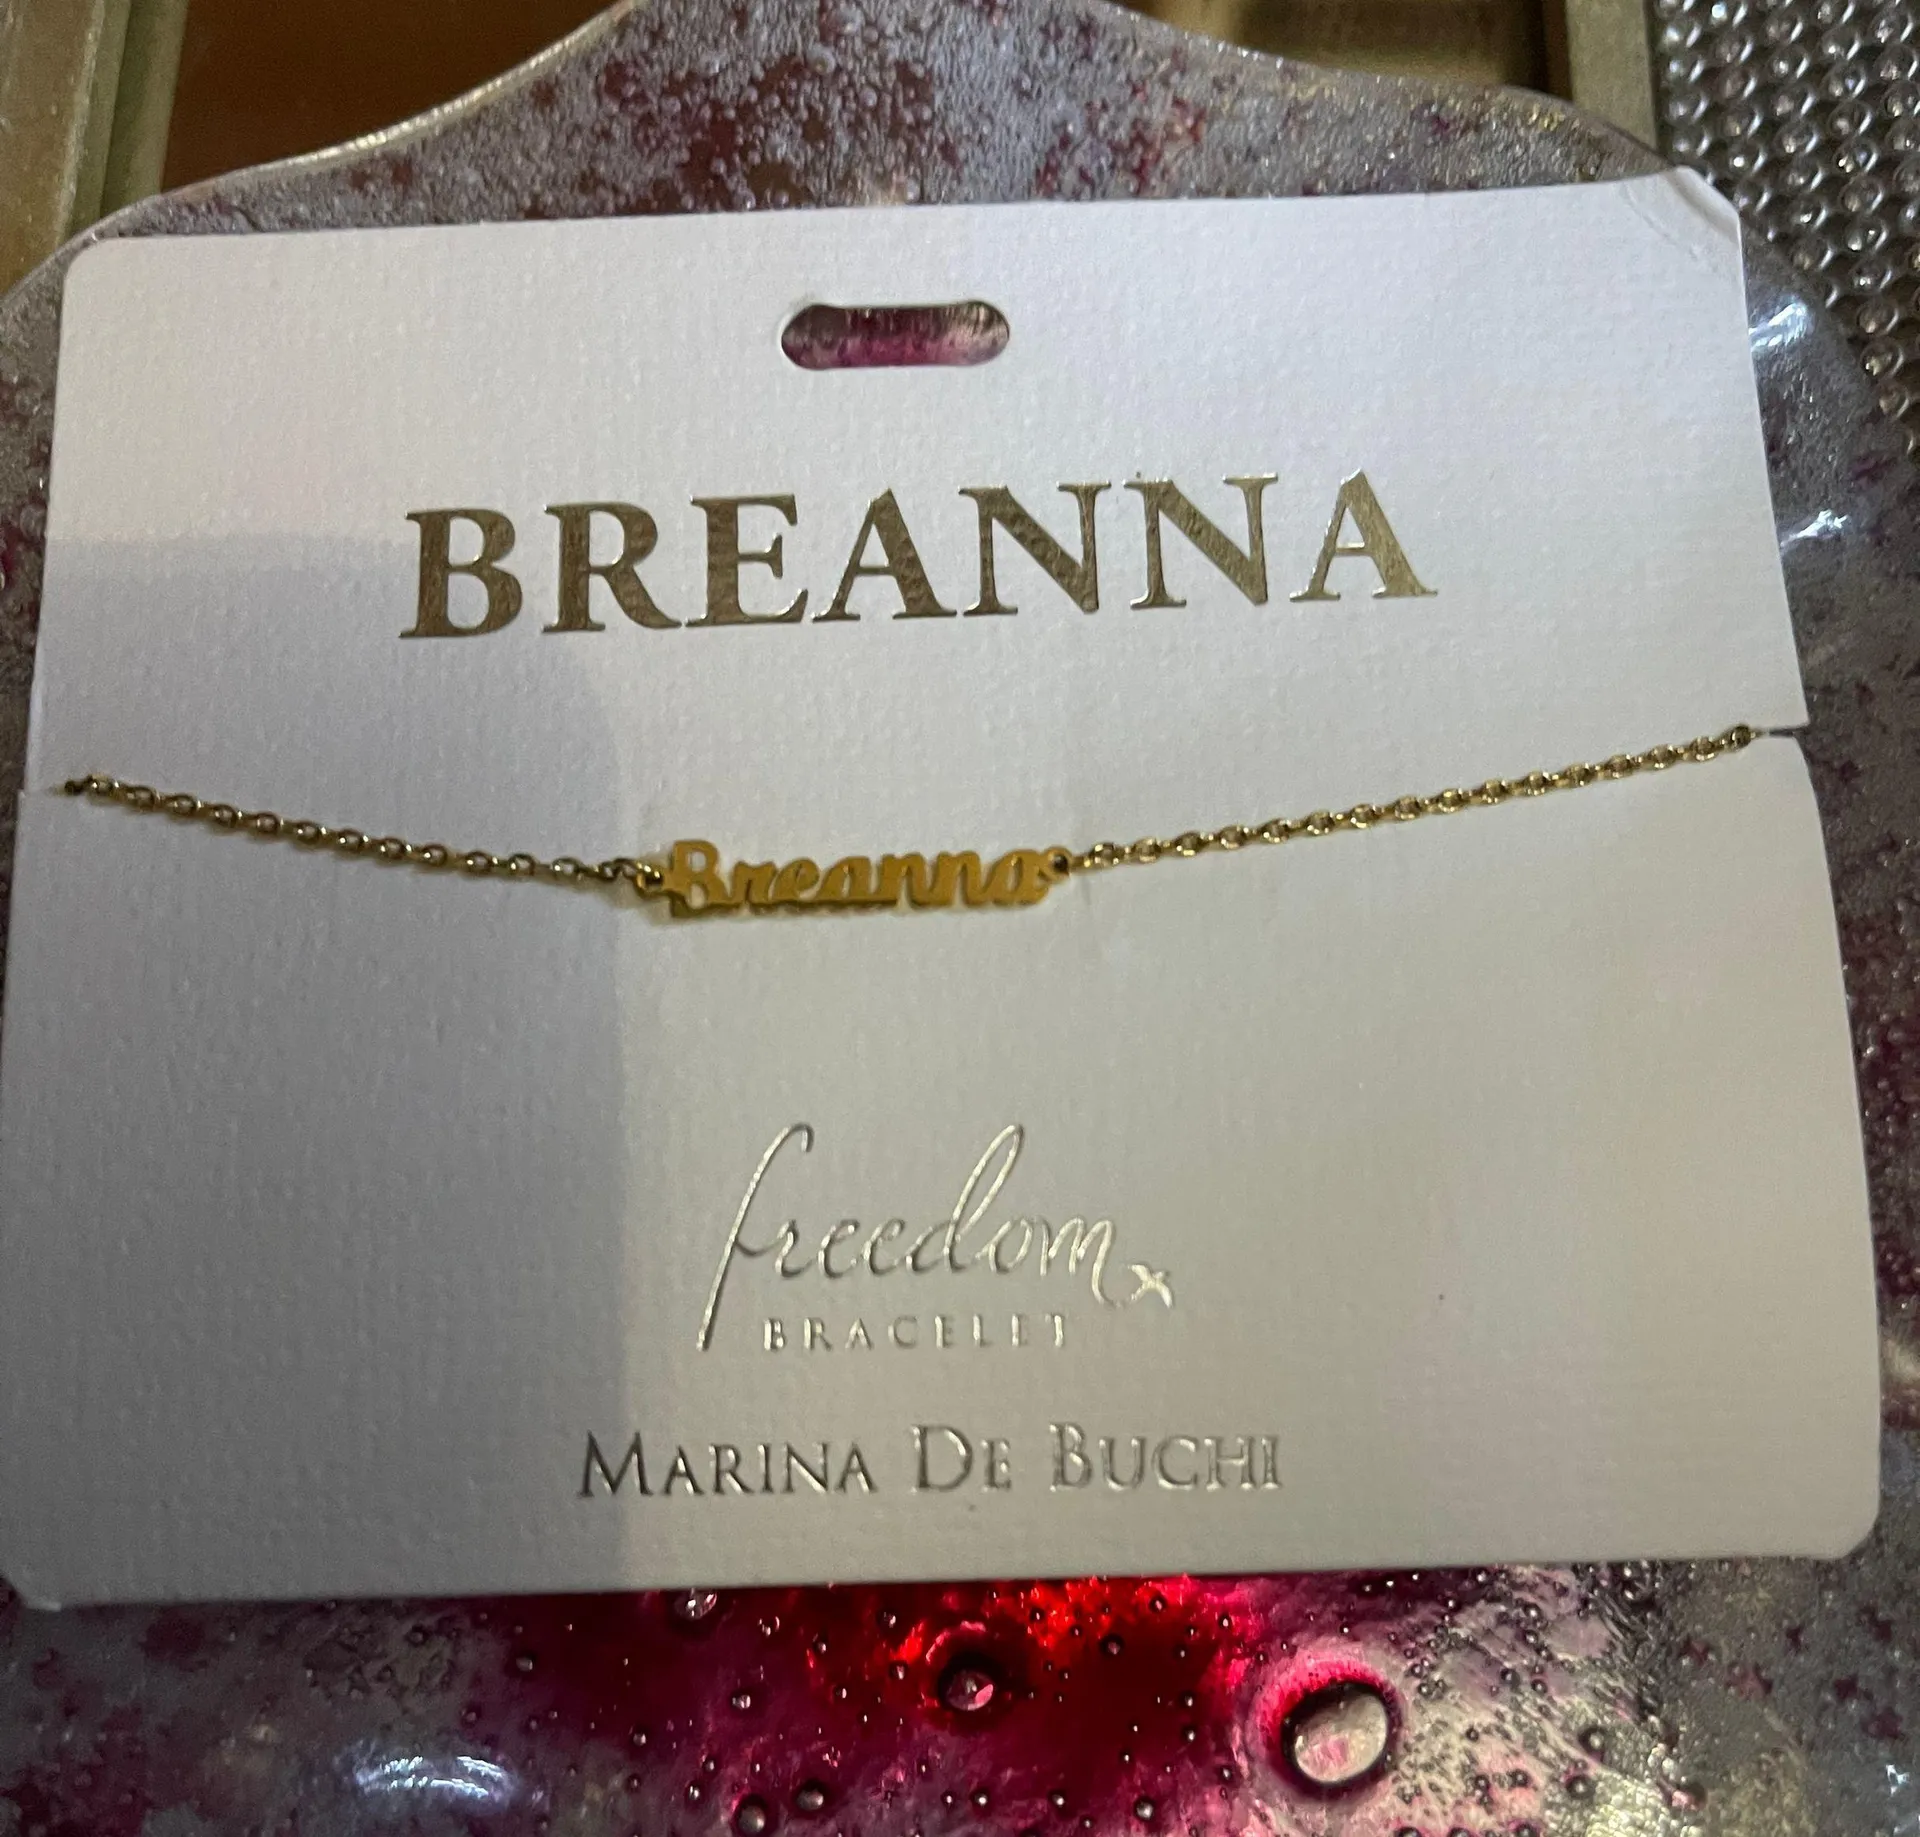 BREANNA
Breanna
freedom x
BRACELET
MARINA DE BUCHI